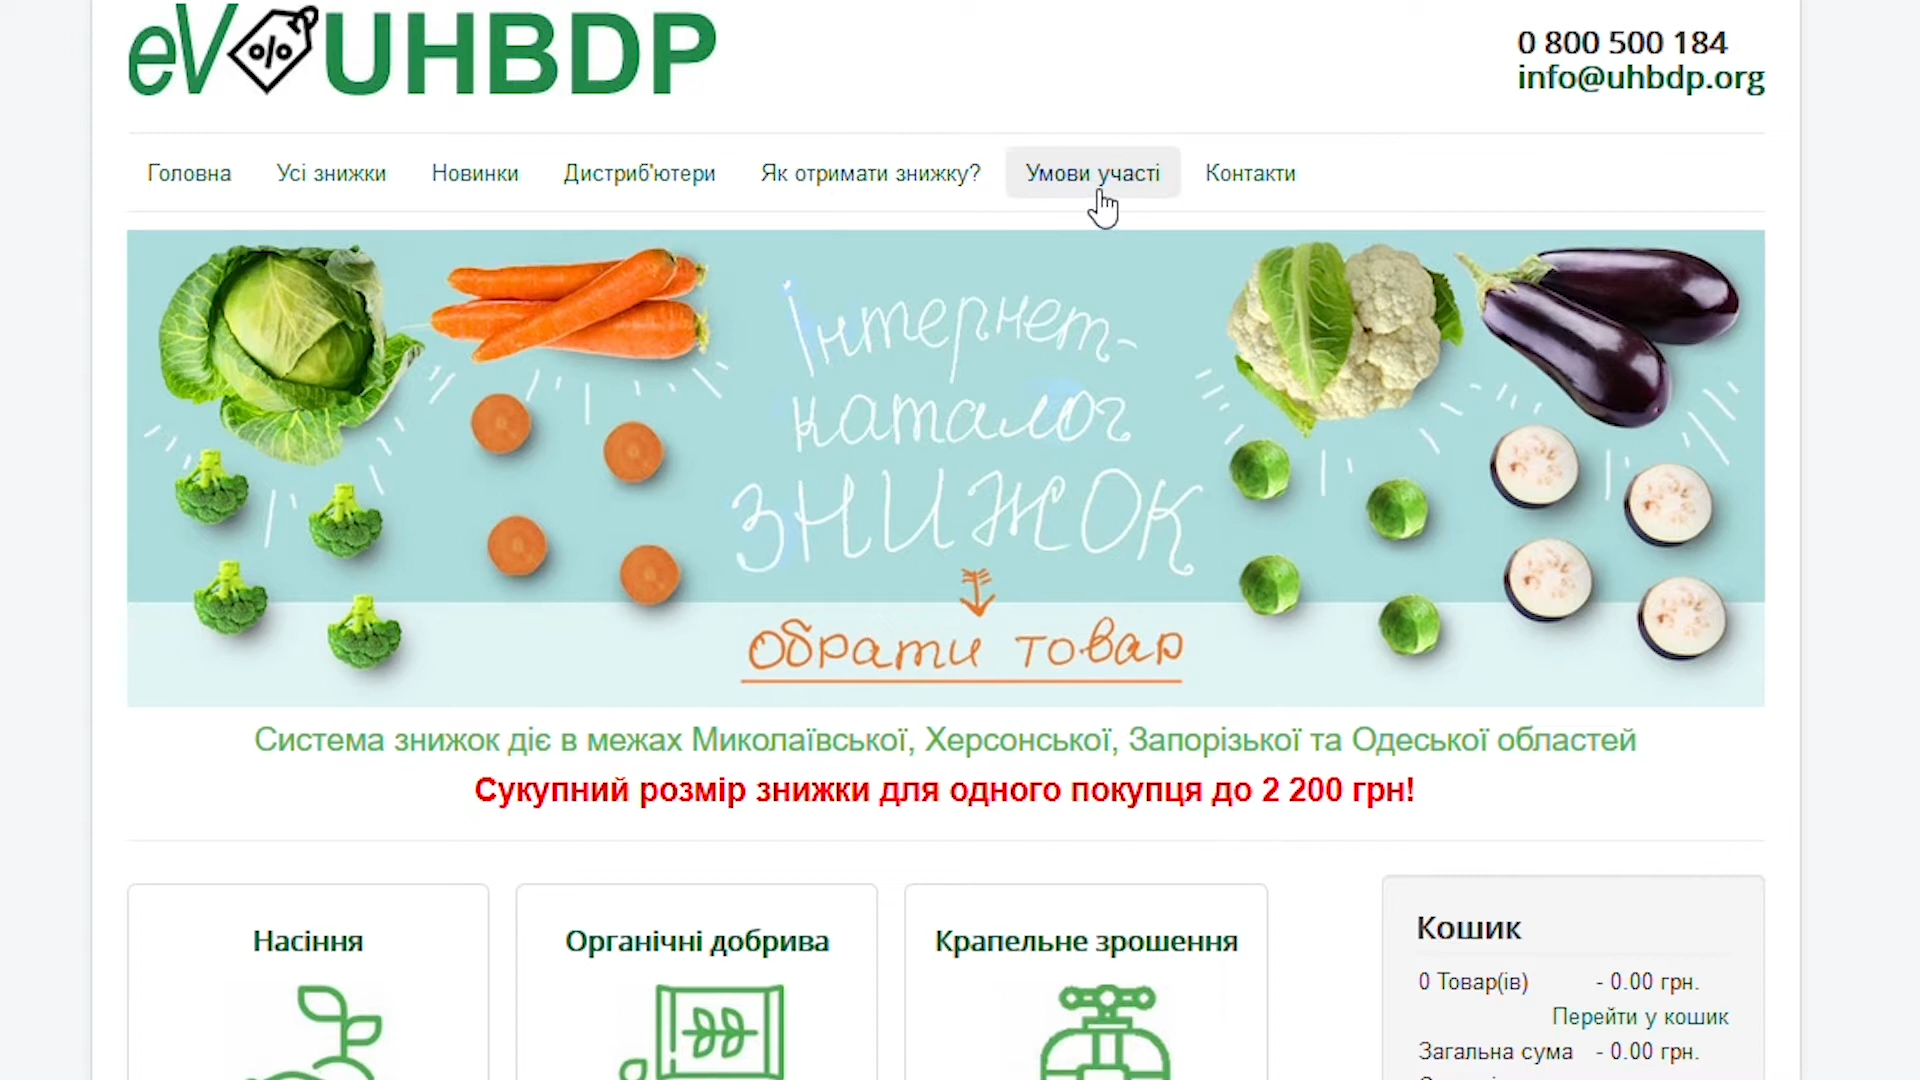 eV%UHBDP
0 800 500 184
info@uhbdp.org
Головна Усі знижки Новинки Дистриб'ютери Як отримати знижку? Умови участі Контакти
Інтернет-
каталог
ЗНИЖОК
Обрати товар
Система знижок діє в межах Миколаївської, Херсонської, Запорізької та Одеської областей
Сукупний розмір знижки для одного покупця до 2 200 грн!
Насіння
Органічні добрива
Крапельне зрошення
Кошик
0 Товар(ів) - 0.00 грн.
Перейти у кошик
Загальна сума - 0.00 грн.